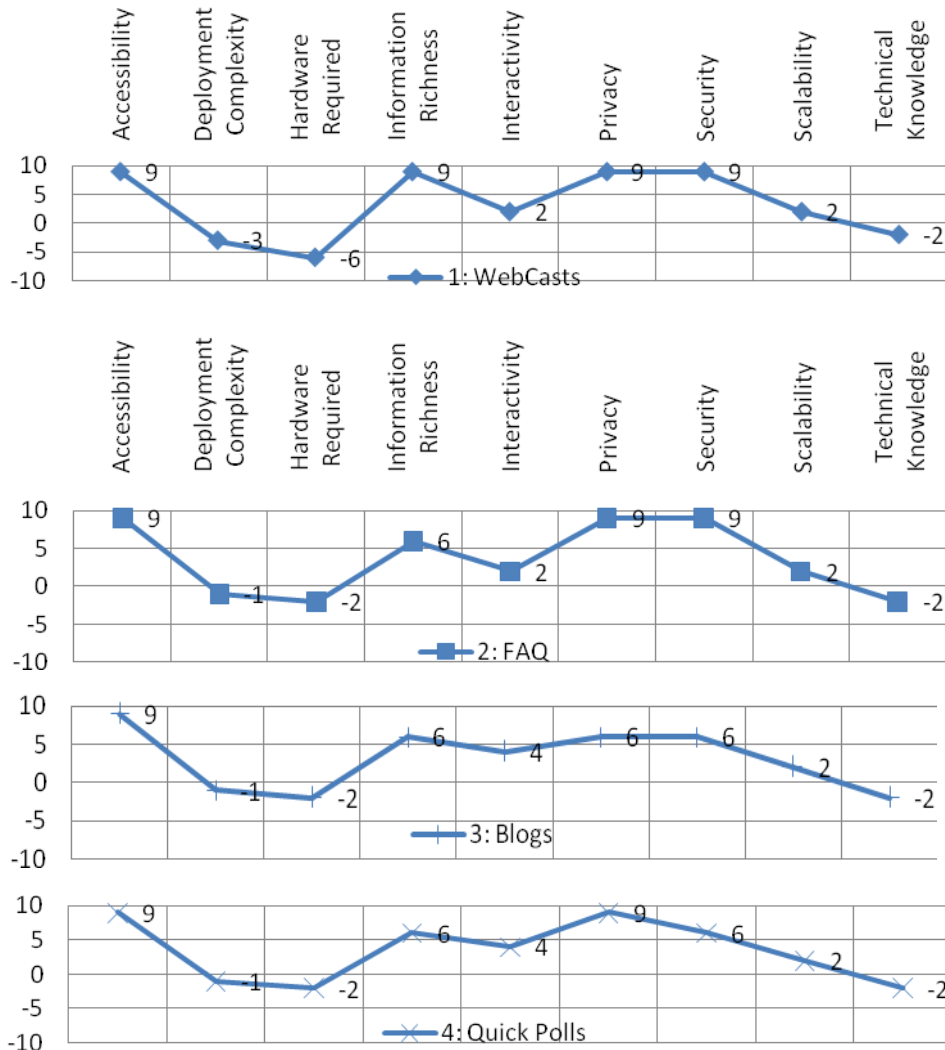 Accessibility
Deployment
Complexity
Hardware
Required
Information
Richness
Interactivity
Privacy
Security
Scalability
Technical
Knowledge
10
5
0
-5
-10
9
-3
-6
9
2
9
9
2
-2
1: WebCasts
Accessibility
Deployment
Complexity
Hardware
Required
Information
Richness
Interactivity
Privacy
Security
Scalability
Technical
Knowledge
10
5
0
-5
-10
9
-1
-2
6
2
9
9
2
-2
2: FAQ
10
5
0
-5
-10
9
-1
-2
6
4
6
6
2
-2
3: Blogs
10
5
0
-5
-10
9
-1
-2
6
4
9
6
2
-2
4: Quick Polls